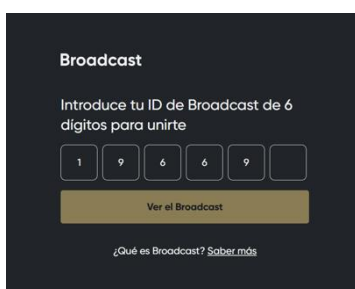 Broadcast
Introduce tu ID de Broadcast de 6
dígitos para unirte
1 9 6 6 9
Ver el Broadcast
¿Qué es Broadcast? Saber más